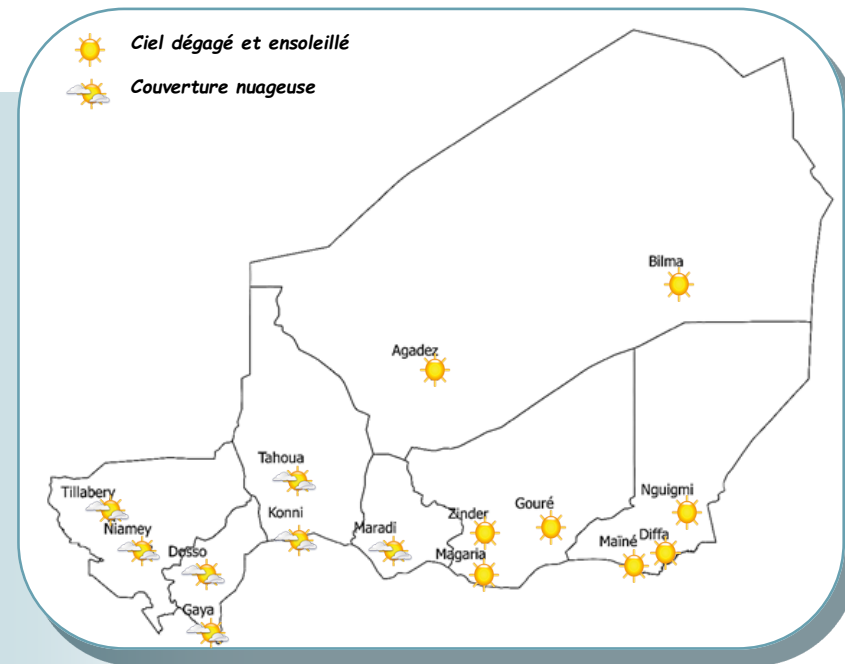 Ciel dégagé et ensoleillé
Couverture nuageuse
Bilma
Agadez
Tahoua
Tillabery
Nguigmi
Konni
Gouré
Zinder
Niamey
Maradi
Diffa
Maïné
Dosso
Magaria
Gaya